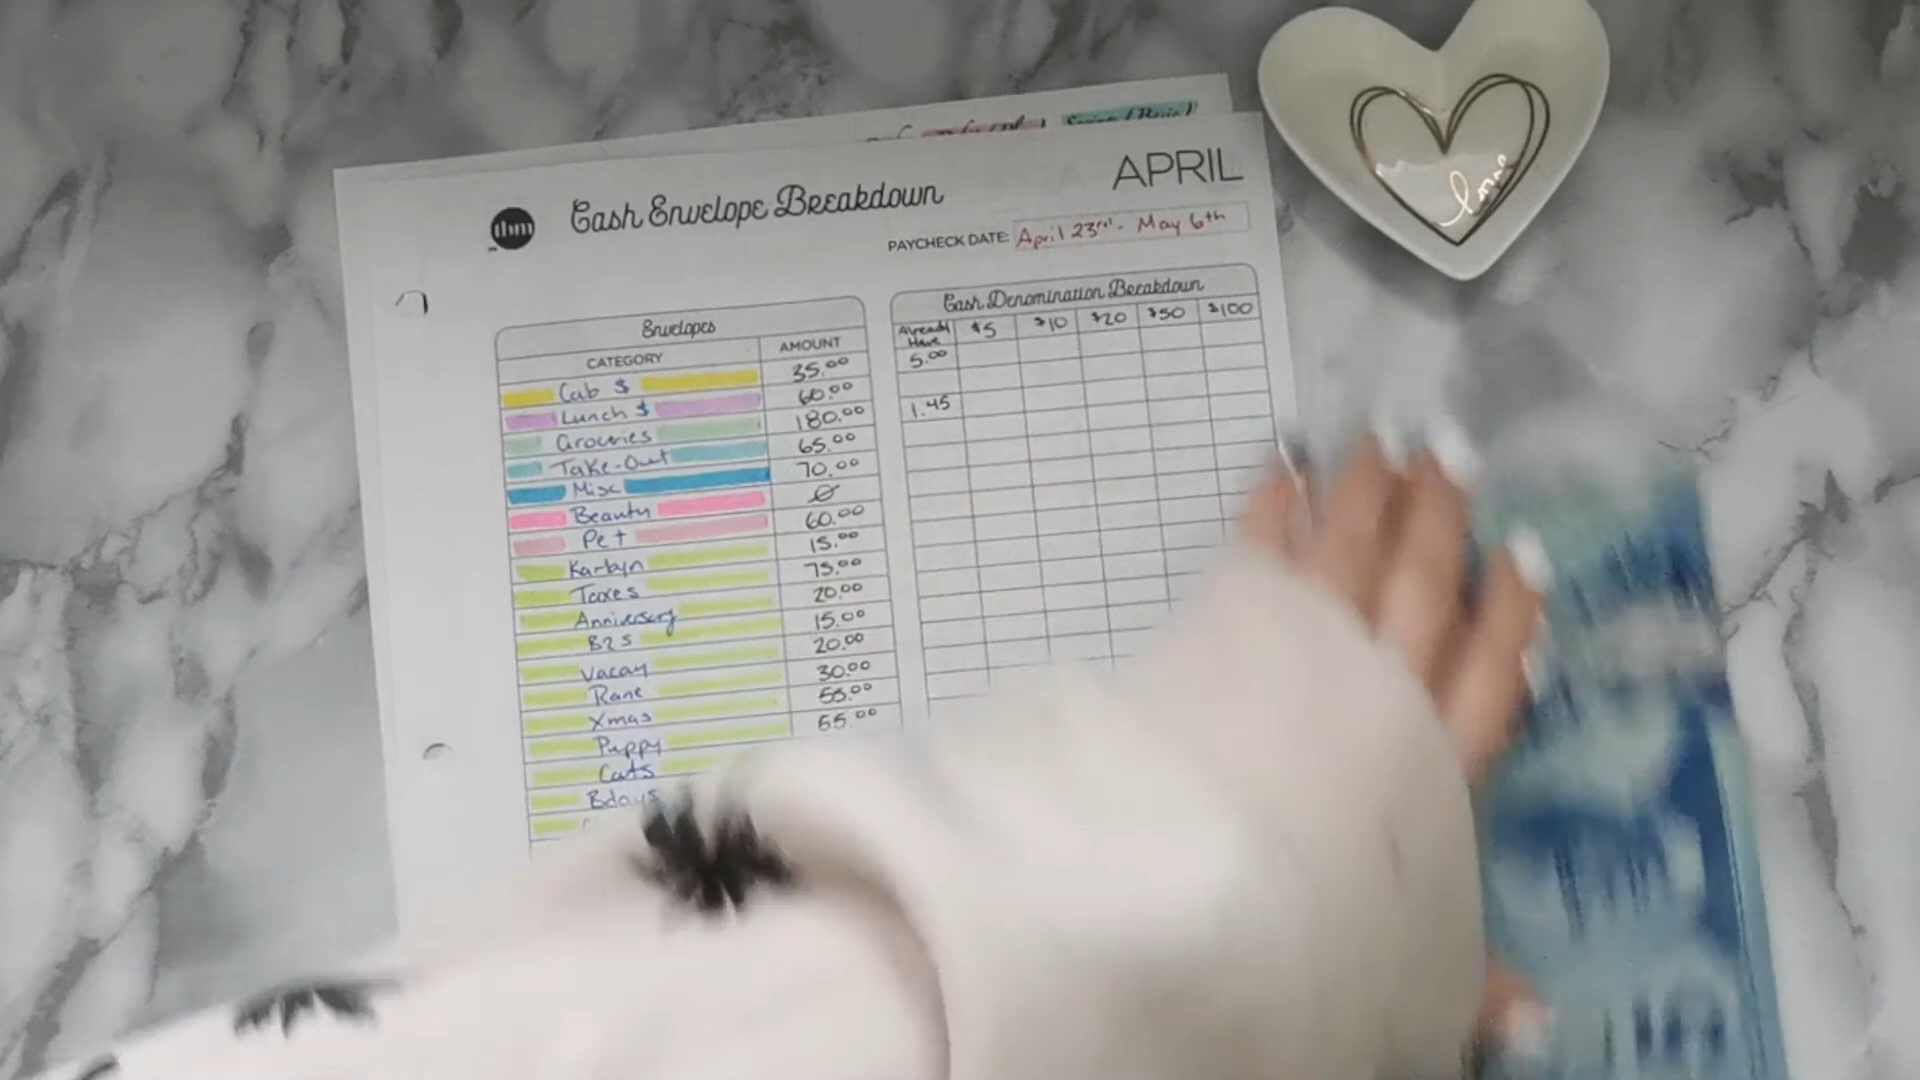 APRIL
tbm Cash Envelope Breakdown
PAYCHECK DATE: April 23rd - May 6th
Envelopes
CATEGORY AMOUNT
Cab $ 35.00
Lunch $ 60.00
Groceries 180.00
Take-Out 65.00
Misc 70.00
Beauty Ø
Pet 60.00
15.00
Taxes 75.00
Anniversary 20.00
B2S 15.00
Vacay 20.00
Rane 30.00
Xmas 55.00
Puppy 55.00
Cats
Bdays
Cash Denomination Breakdown
Already Have $5 $10 $20 $50 $100
5.00
1.45
love